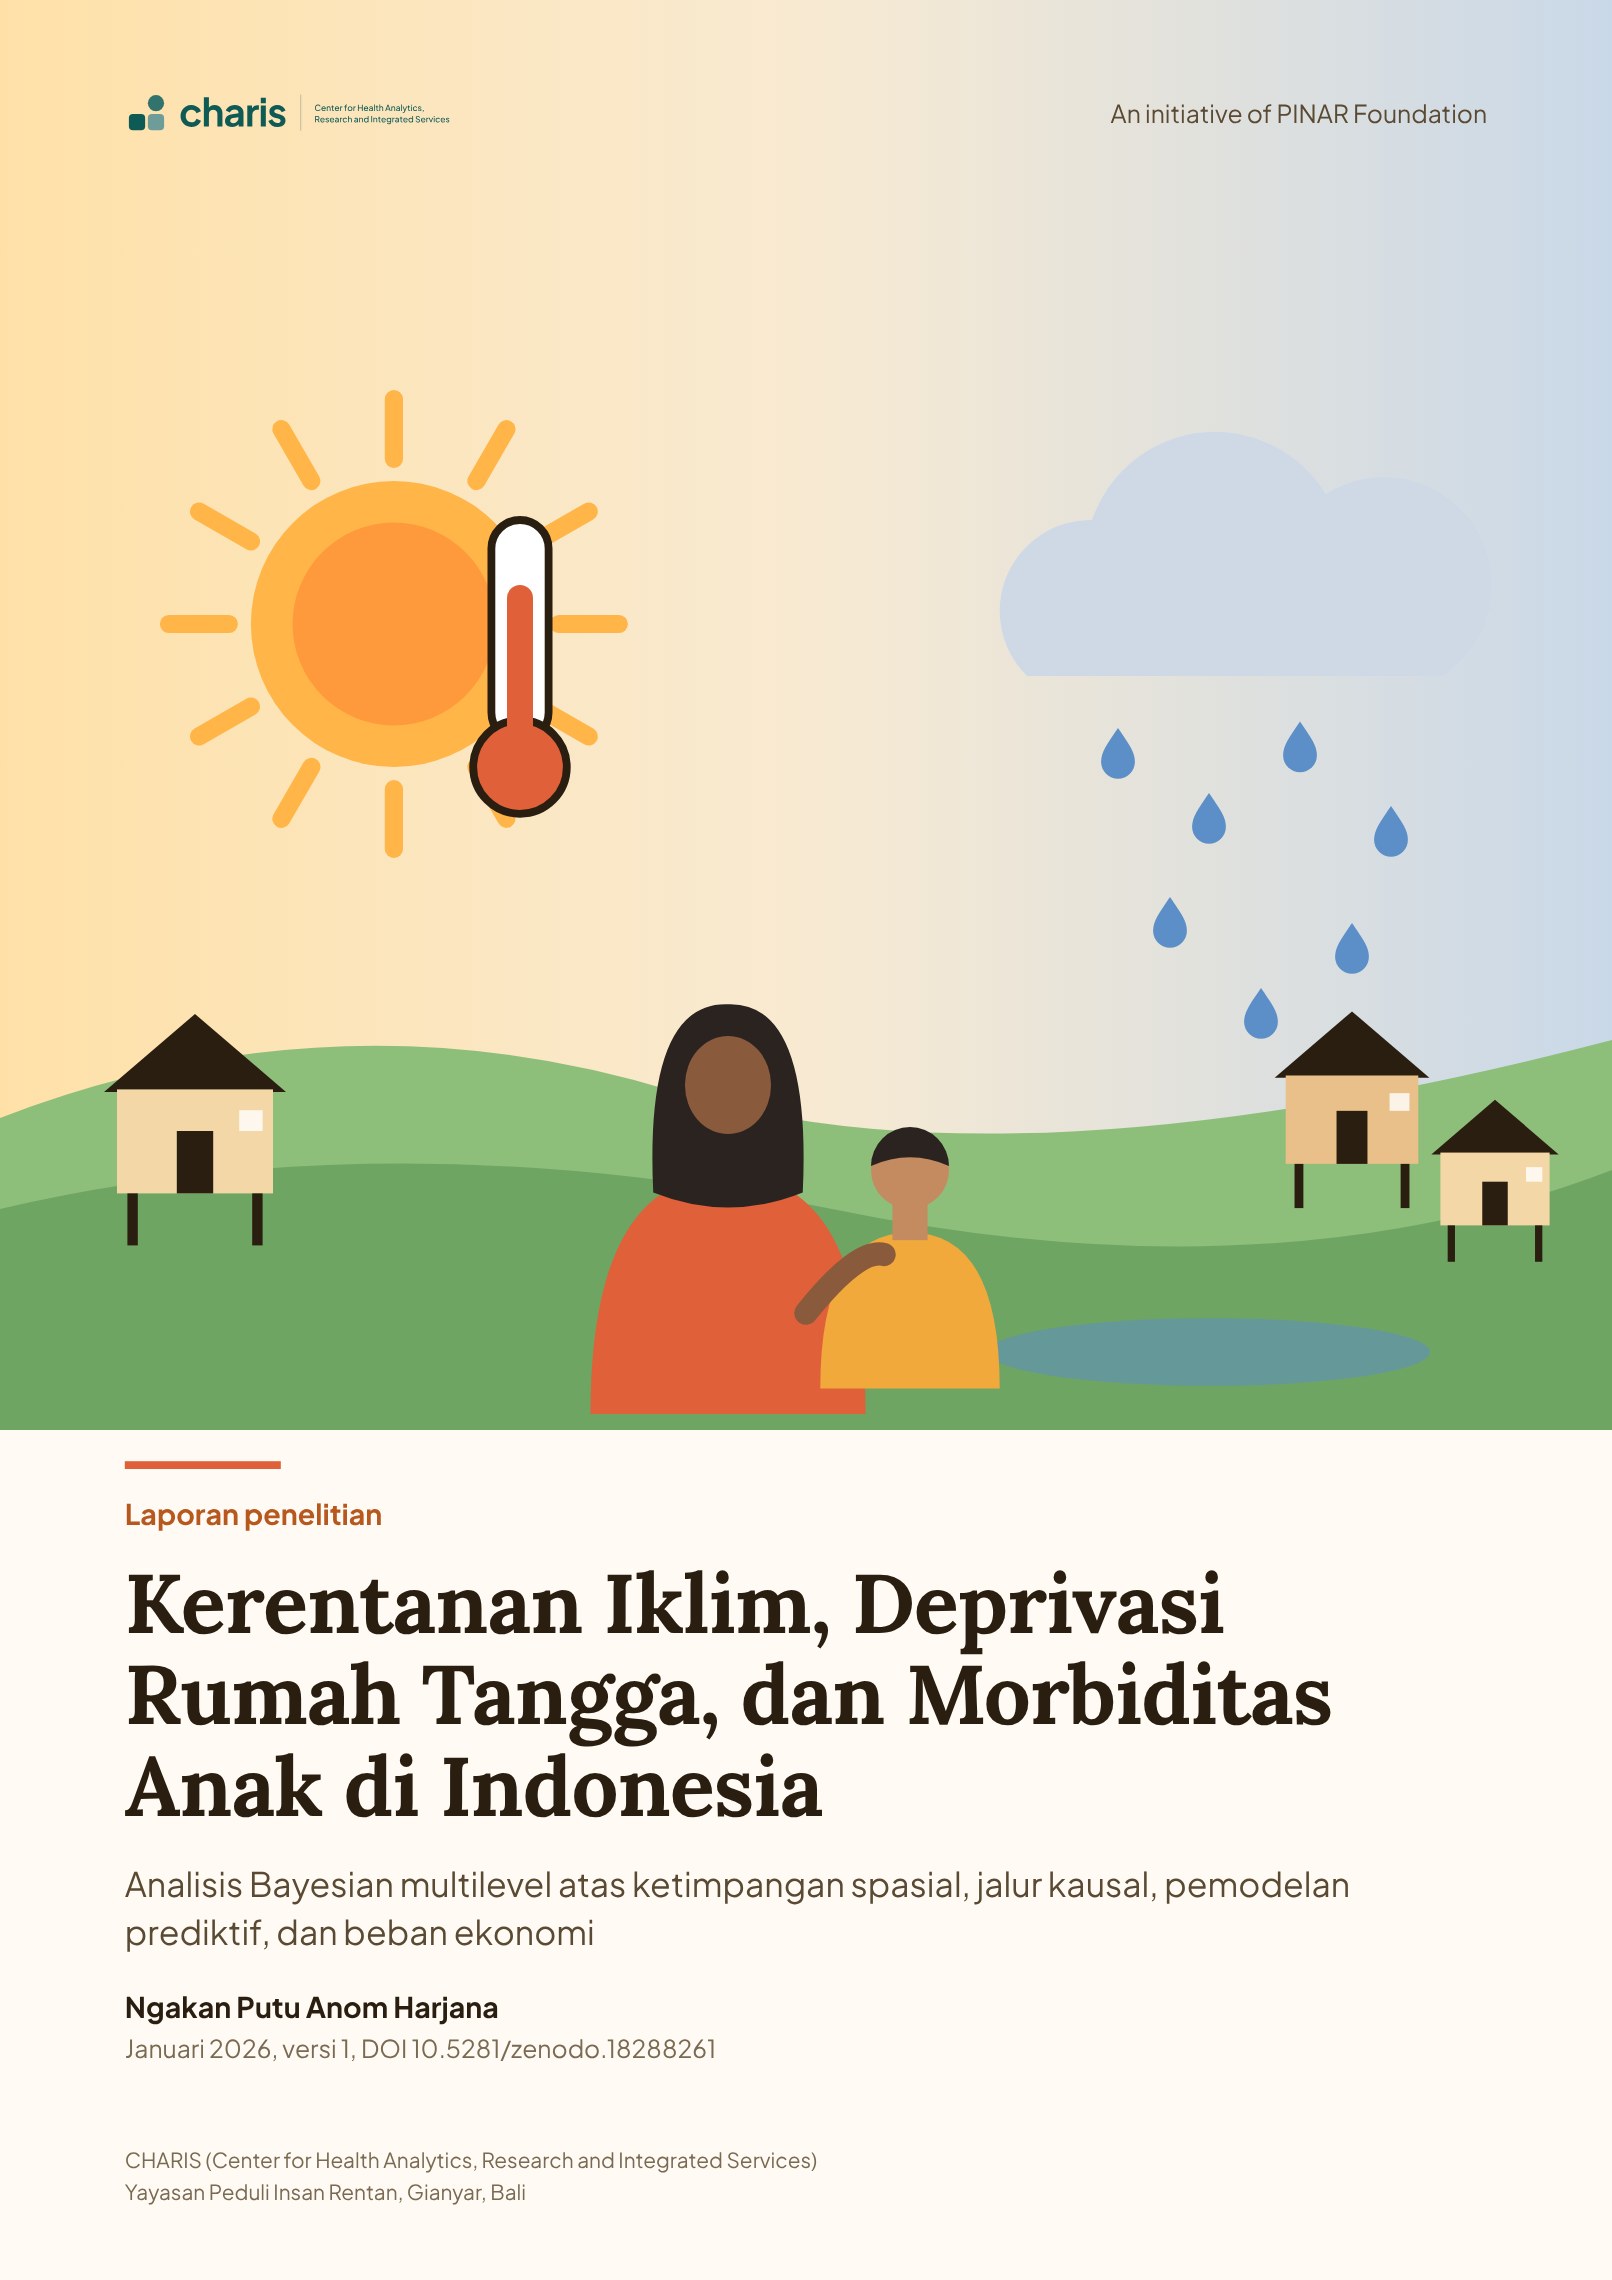 charis
Center for Health Analytics,
Research and Integrated Services
An initiative of PINAR Foundation
Laporan penelitian
Kerentanan Iklim, Deprivasi
Rumah Tangga, dan Morbiditas
Anak di Indonesia
Analisis Bayesian multilevel atas ketimpangan spasial, jalur kausal, pemodelan
prediktif, dan beban ekonomi
Ngakan Putu Anom Harjana
Januari 2026, versi 1, DOI 10.5281/zenodo.18288261
CHARIS (Center for Health Analytics, Research and Integrated Services)
Yayasan Peduli Insan Rentan, Gianyar, Bali